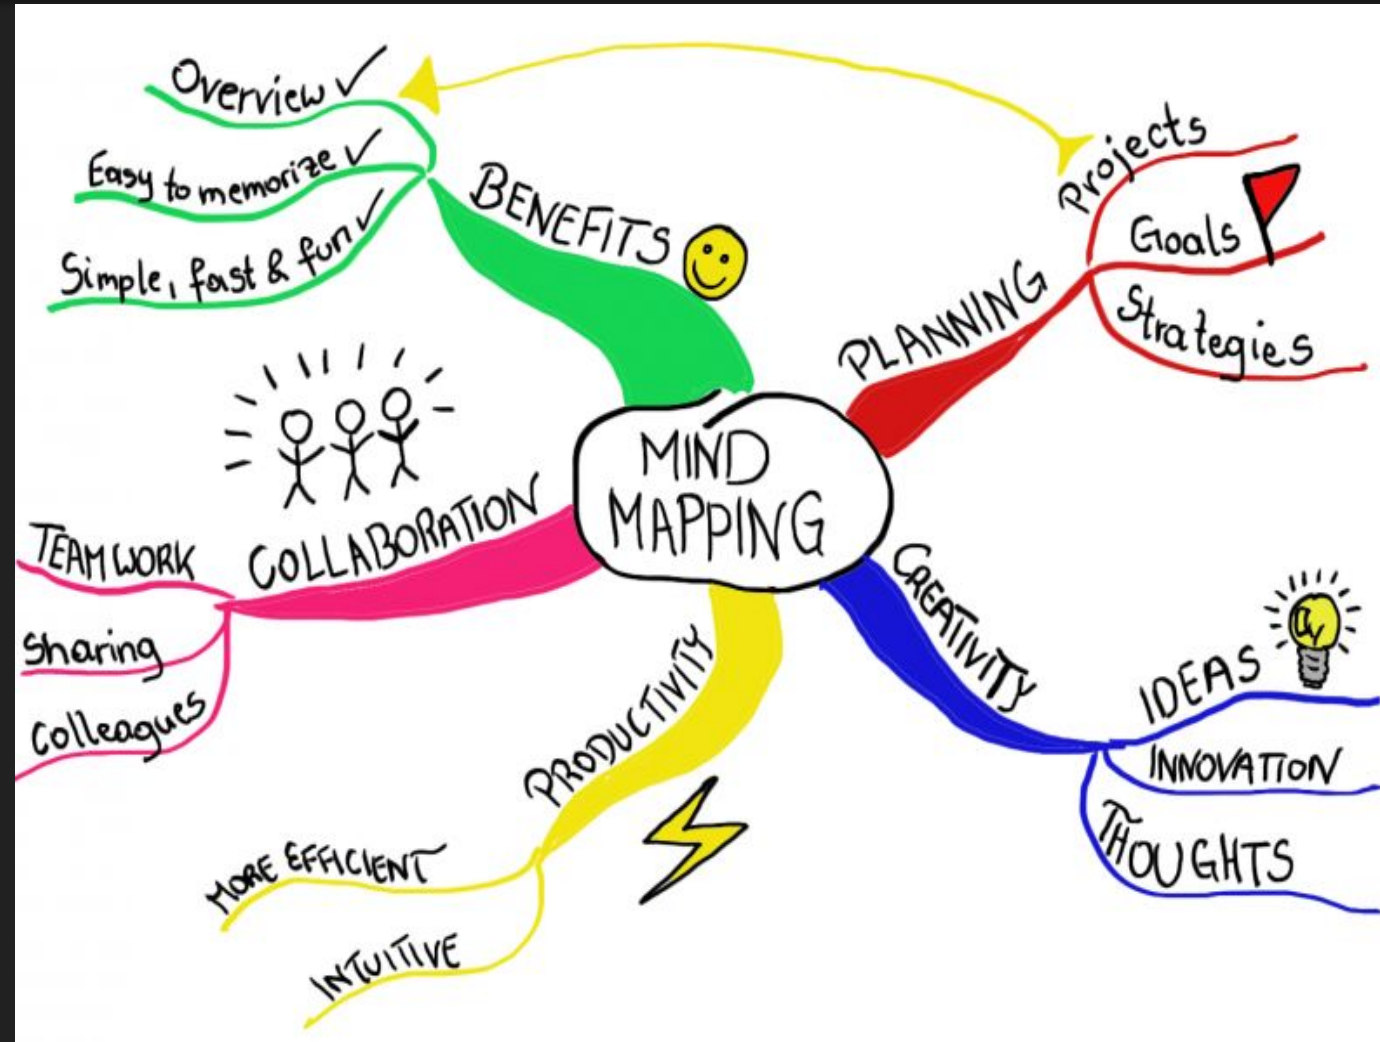 MIND
MAPPING
BENEFITS
Overview
Easy to memorize
Simple, fast & fun
PLANNING
Projects
Goals
Strategies
CREATIVITY
IDEAS
INNOVATION
THOUGHTS
PRODUCTIVITY
MORE EFFICIENT
INTUITIVE
COLLABORATION
TEAMWORK
Sharing
Colleagues